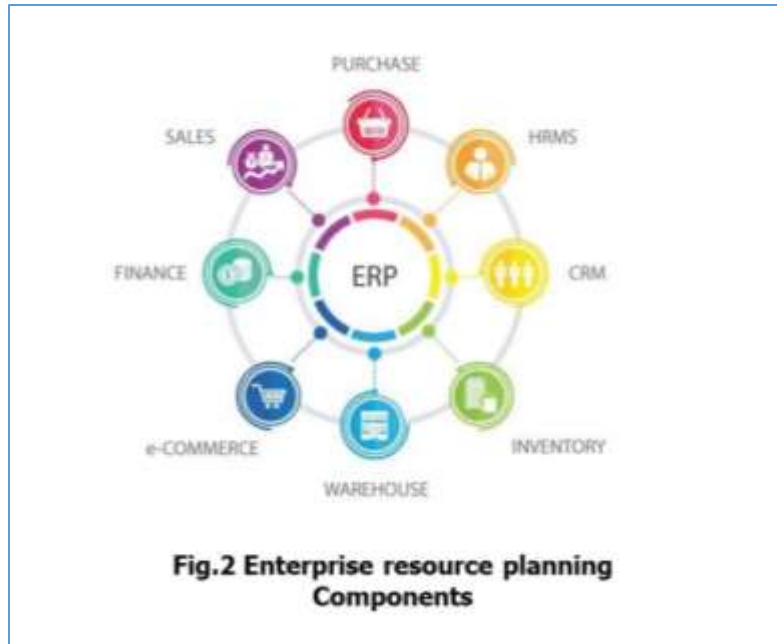 PURCHASE
SALES
HRMS
FINANCE
ERP
CRM
e-COMMERCE
INVENTORY
WAREHOUSE
Fig.2 Enterprise resource planning
Components